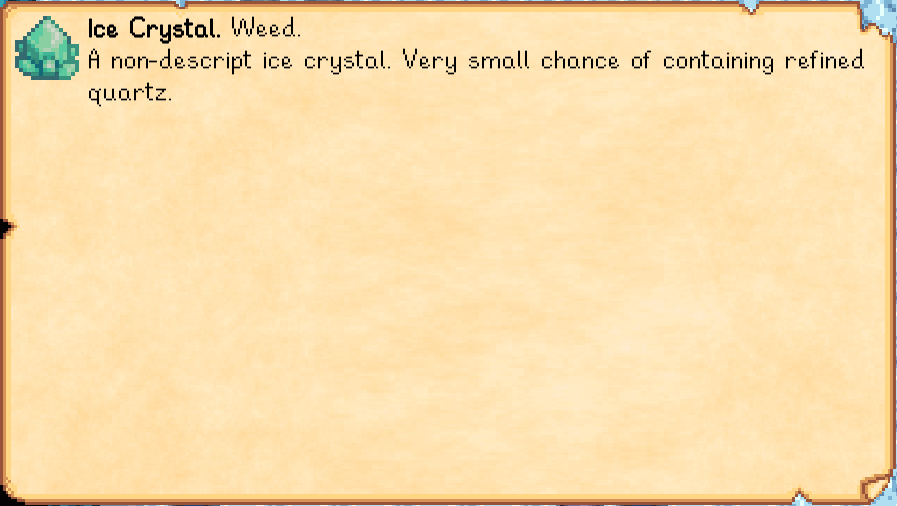 Ice Crystal. Weed.
A non-descript ice crystal. Very small chance of containing refined
quartz.